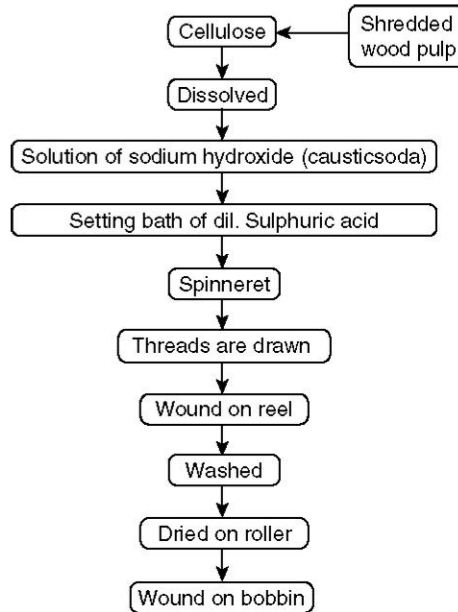 Cellulose
Shredded
wood pulp
Dissolved
Solution of sodium hydroxide (causticsoda)
Setting bath of dil. Sulphuric acid
Spinneret
Threads are drawn
Wound on reel
Washed
Dried on roller
Wound on bobbin